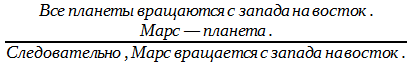 Все планеты вращаются с запада на восток .
Марс — планета .
Следовательно , Марс вращается с запада на восток .